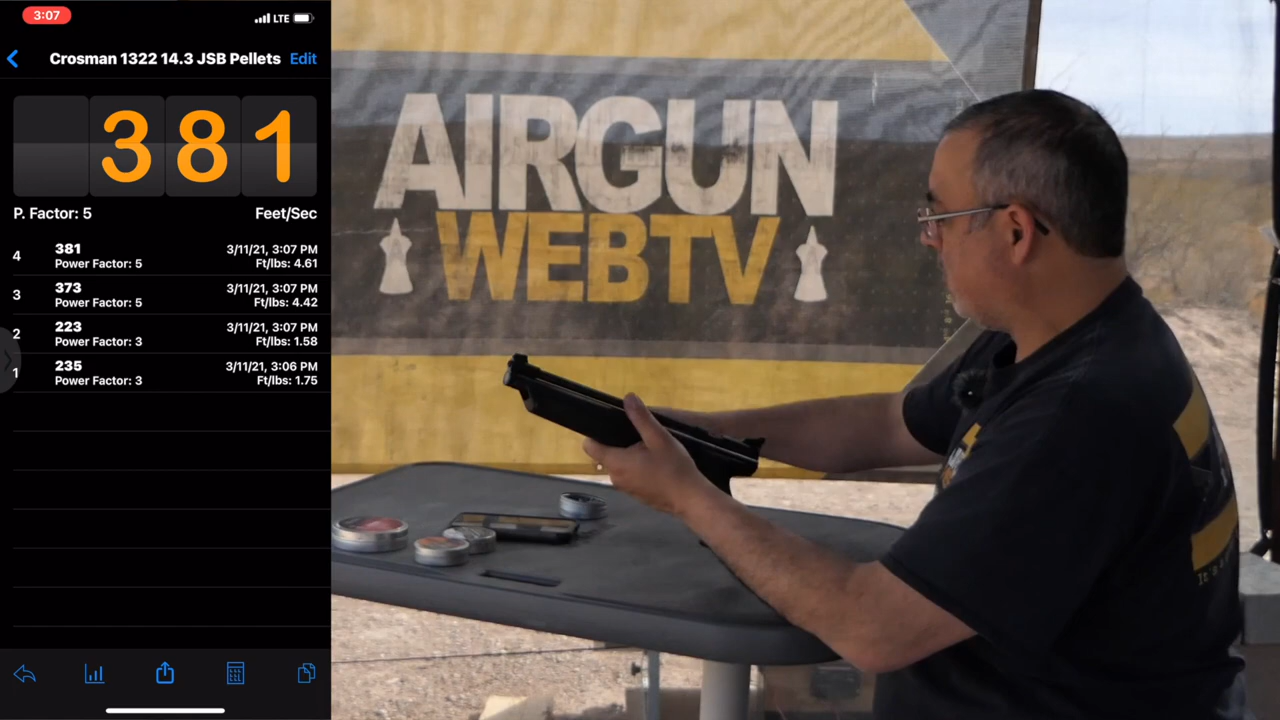 3:07
LTE
Crosman 1322 14.3 JSB Pellets Edit
381
P. Factor: 5 Feet/Sec
4 381 3/11/21, 3:07 PM
Power Factor: 5 Ft/lbs: 4.61
3 373 3/11/21, 3:07 PM
Power Factor: 5 Ft/lbs: 4.42
2 223 3/11/21, 3:07 PM
Power Factor: 3 Ft/lbs: 1.58
1 235 3/11/21, 3:06 PM
Power Factor: 3 Ft/lbs: 1.75
AIRGUN
WEBTV
It's